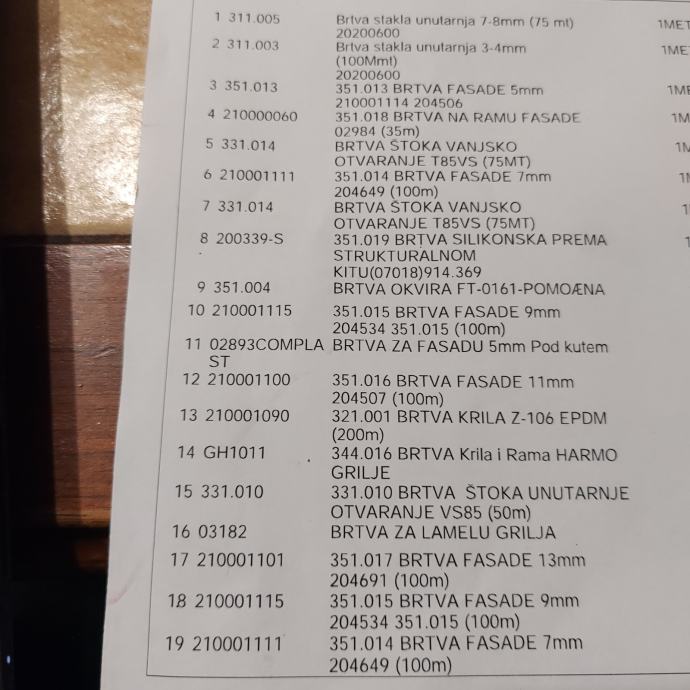 1 311.005 Brtva stakla unutarnja 7-8mm (75 mt) 1MET
20200600
2 311.003 Brtva stakla unutarnja 3-4mm 1ME
(100Mmt)
20200600
3 351.013 351.013 BRTVA FASADE 5mm 1ME
210001114 204506
4 210000060 351.018 BRTVA NA RAMU FASADE 1M
02984 (35m)
5 331.014 BRTVA ŠTOKA VANJSKO 1M
OTVARANJE T85VS (75MT)
6 210001111 351.014 BRTVA FASADE 7mm 1M
204649 (100m)
7 331.014 BRTVA ŠTOKA VANJSKO
OTVARANJE T85VS (75MT)
8 200339-S 351.019 BRTVA SILIKONSKA PREMA
STRUKTURALNOM
KITU(07018)914.369
9 351.004 BRTVA OKVIRA FT-0161-POMOÆNA
10 210001115 351.015 BRTVA FASADE 9mm
204534 351.015 (100m)
11 02893COMPLA BRTVA ZA FASADU 5mm Pod kutem
ST
12 210001100 351.016 BRTVA FASADE 11mm
204507 (100m)
13 210001090 321.001 BRTVA KRILA Z-106 EPDM
(200m)
14 GH1011 344.016 BRTVA Krila i Rama HARMO
GRILJE
15 331.010 331.010 BRTVA ŠTOKA UNUTARNJE
OTVARANJE VS85 (50m)
16 03182 BRTVA ZA LAMELU GRILJA
17 210001101 351.017 BRTVA FASADE 13mm
204691 (100m)
18 210001115 351.015 BRTVA FASADE 9mm
204534 351.015 (100m)
19 210001111 351.014 BRTVA FASADE 7mm
204649 (100m)